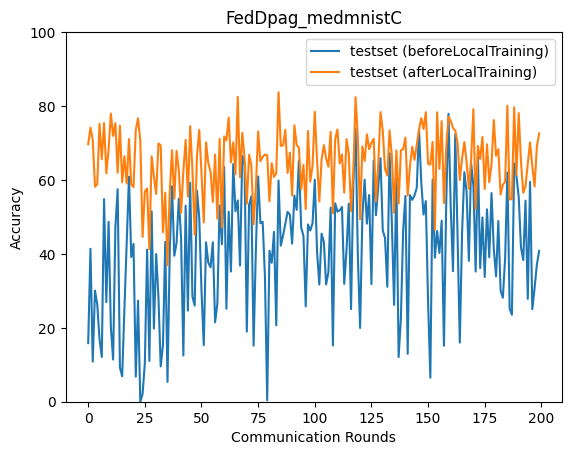 FedDpag_medmnistC
testset (beforeLocalTraining)
testset (afterLocalTraining)
Accuracy
100
80
60
40
20
0
0 25 50 75 100 125 150 175 200
Communication Rounds